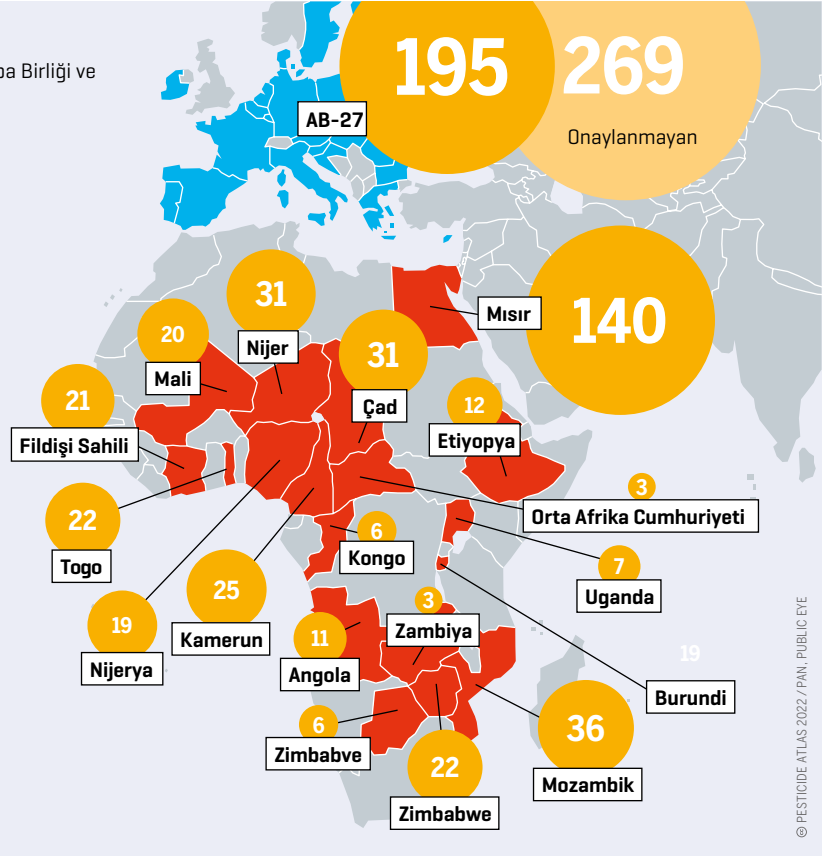 195
269
pa Birliği ve
AB-27
Onaylanmayan
31
Mısır
140
20
Nijer
31
Mali
21
Çad
12
Fildişi Sahili
Etiyopya
3
22
Orta Afrika Cumhuriyeti
6
Togo
Kongo
7
25
Uganda
19
3
11
Zambiya
Kamerun
19
Nijerya
Angola
Burundi
6
36
Zimbabve
22
Mozambik
Zimbabwe
© PESTICIDE ATLAS 2022 / PAN, PUBLIC EYE